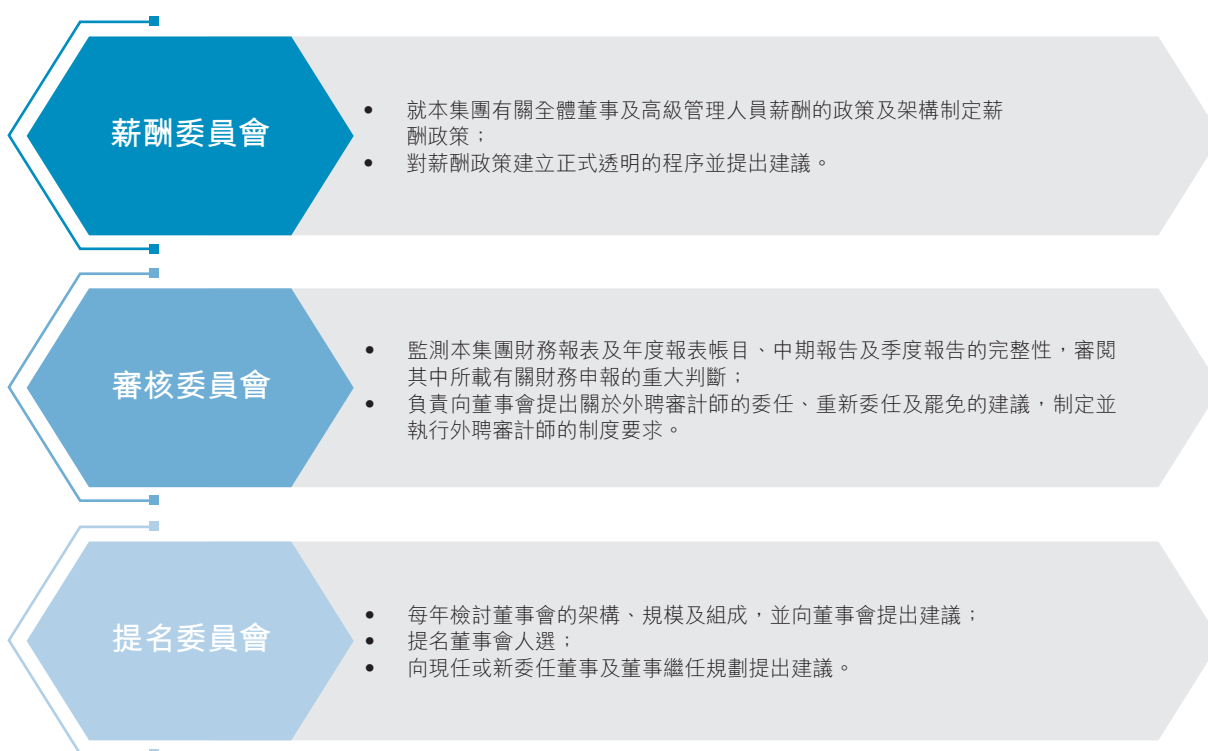 薪酬委員會
• 就本集團有關全體董事及高級管理人員薪酬的政策及架構制定薪
酬政策；
• 對薪酬政策建立正式透明的程序並提出建議。
審核委員會
• 監測本集團財務報表及年度報表帳目、中期報告及季度報告的完整性，審閱
其中所載有關財務申報的重大判斷；
• 負責向董事會提出關於外聘審計師的委任、重新委任及罷免的建議，制定並
執行外聘審計師的制度要求。
提名委員會
• 每年檢討董事會的架構、規模及組成，並向董事會提出建議；
• 提名董事會人選；
• 向現任或新委任董事及董事繼任規劃提出建議。